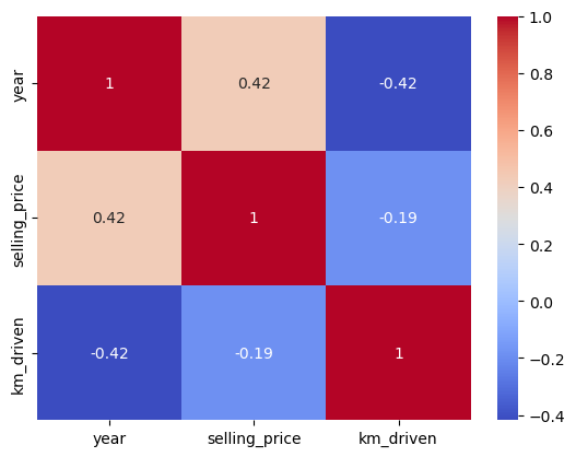 year
1
0.42
-0.42
selling_price
0.42
1
-0.19
km_driven
-0.42
-0.19
1
year
selling_price
km_driven
1.0
0.8
0.6
0.4
0.2
0.0
−0.2
−0.4